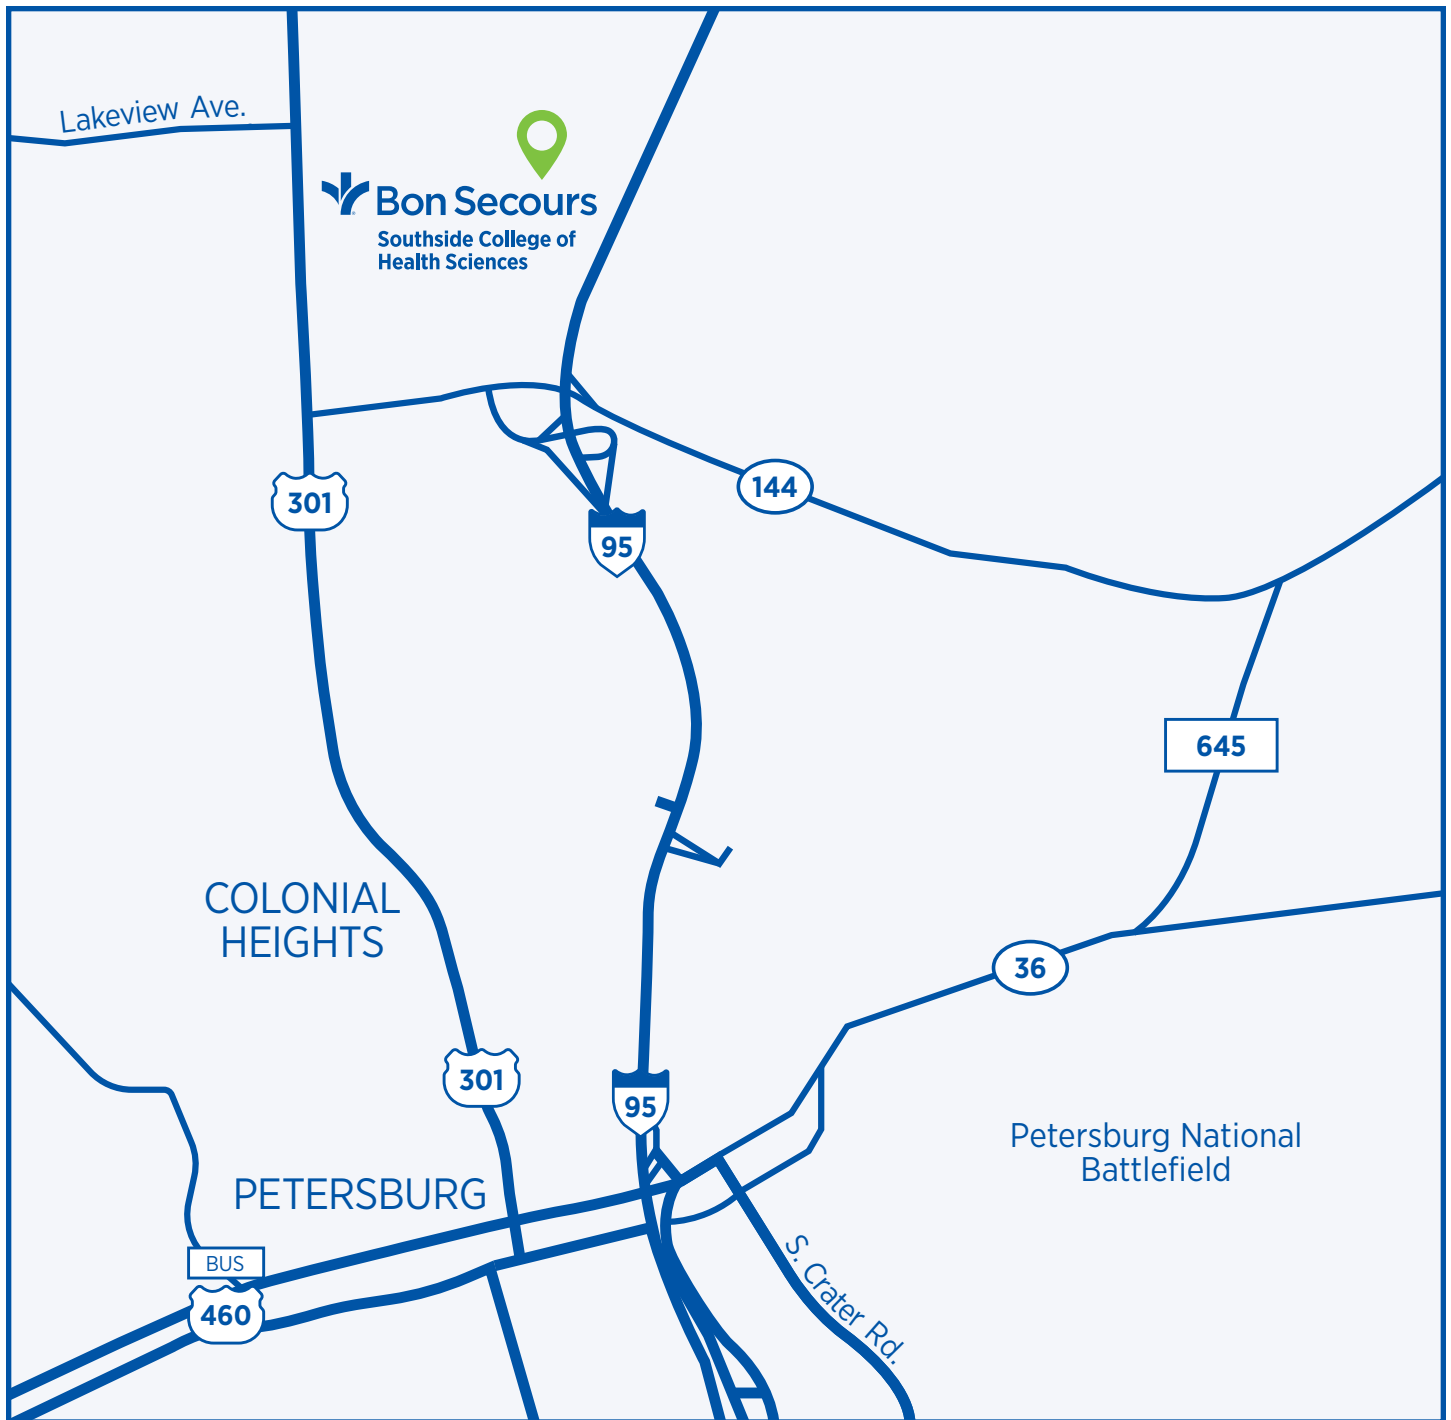 Lakeview Ave.
Bon Secours
Southside College of
Health Sciences
301
144
95
645
COLONIAL
HEIGHTS
36
301
95
Petersburg National
Battlefield
PETERSBURG
BUS
460
S. Crater Rd.